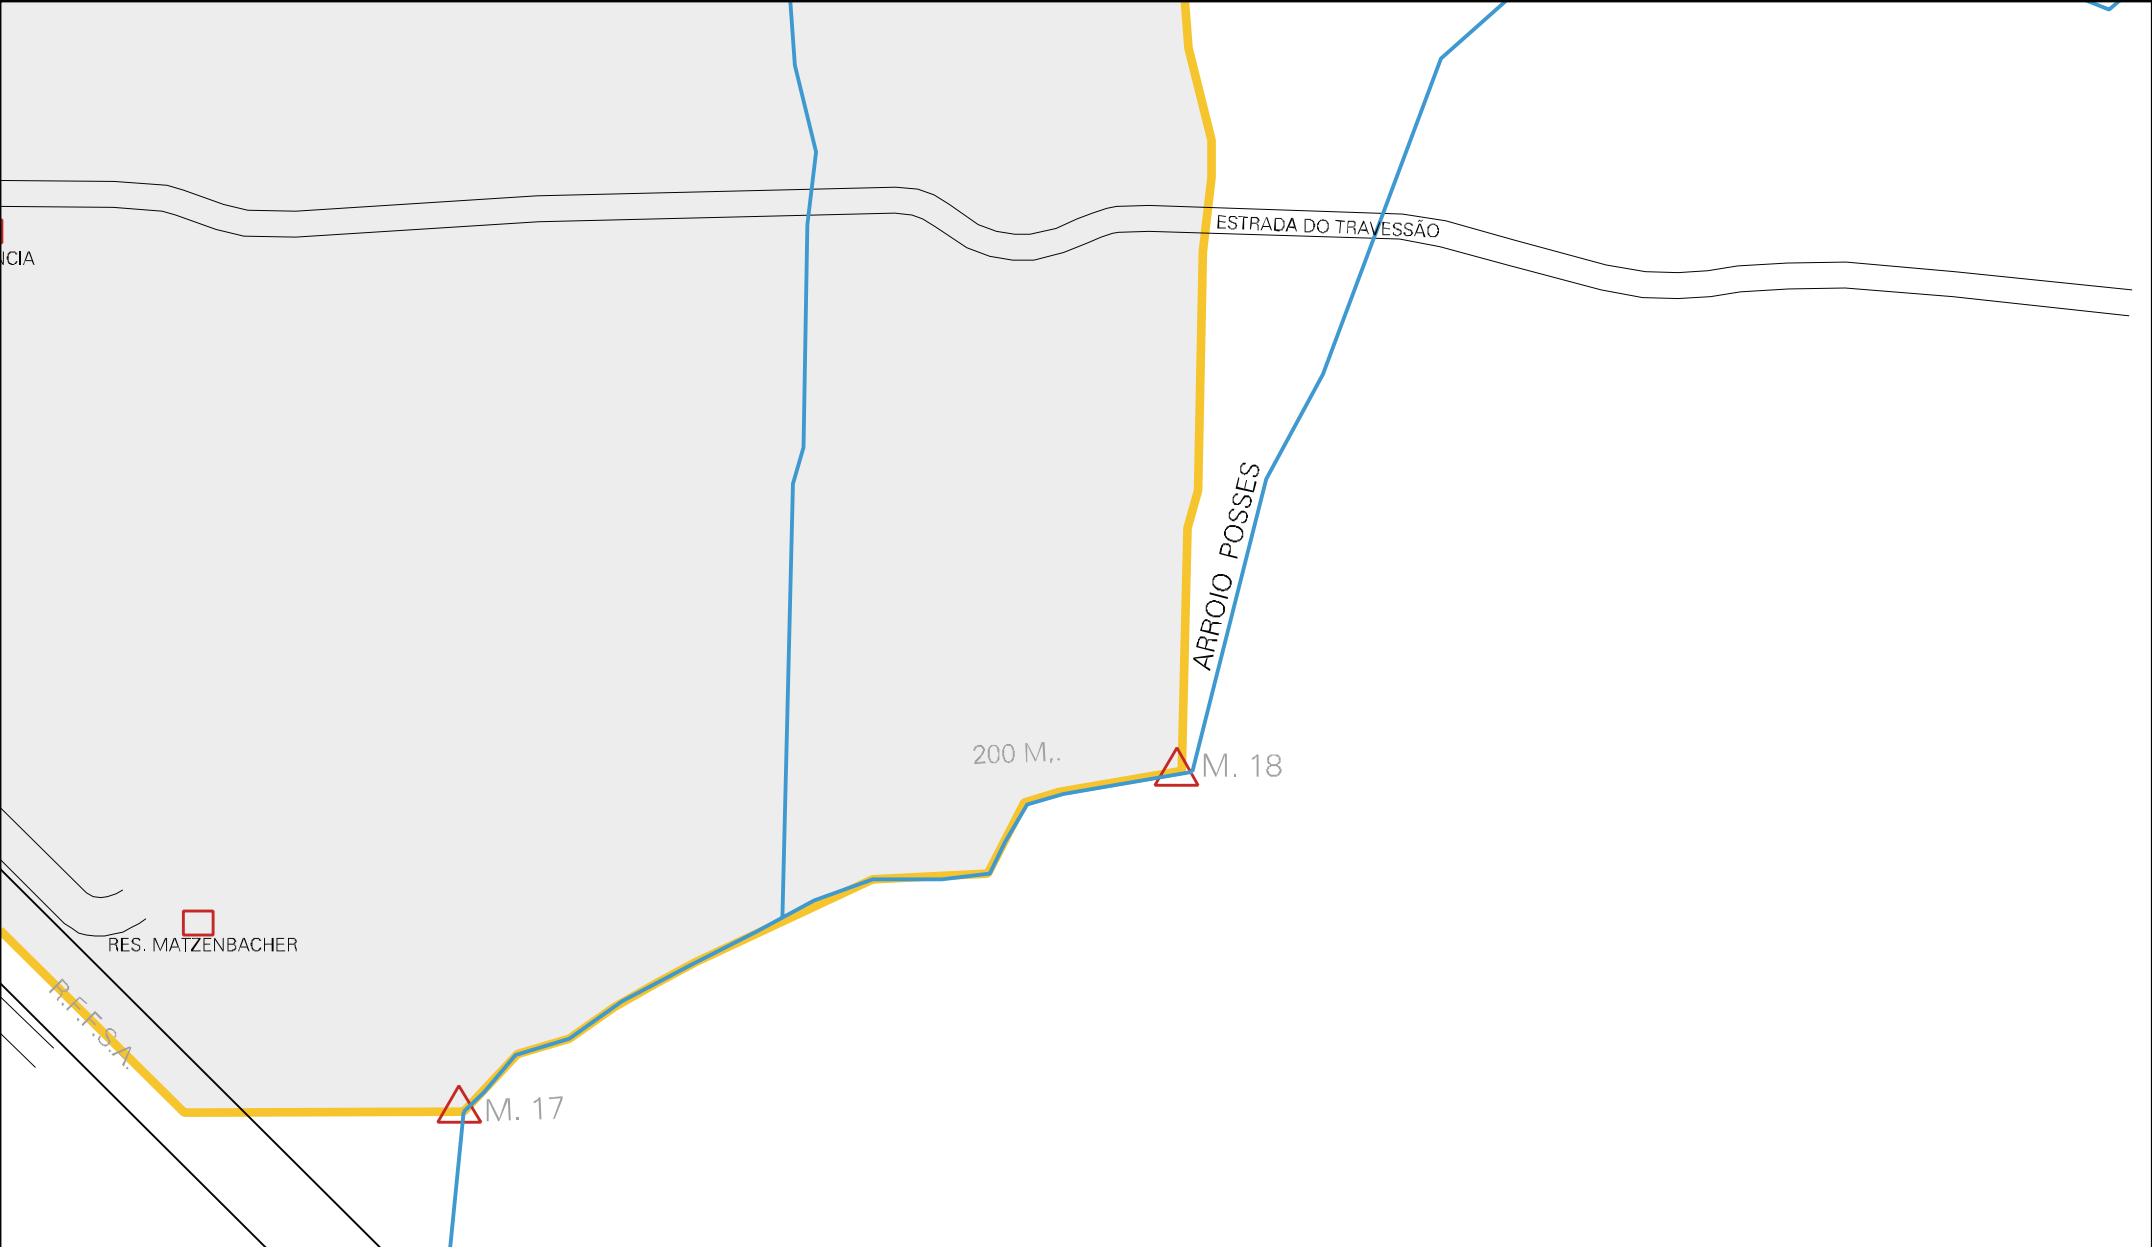 ESTRADA DO TRAVESSÃO
NCIA
ARROIO POSSES
200 M,.
M. 18
RES. MATZENBACHER
R.F.F.S.A.
M. 17